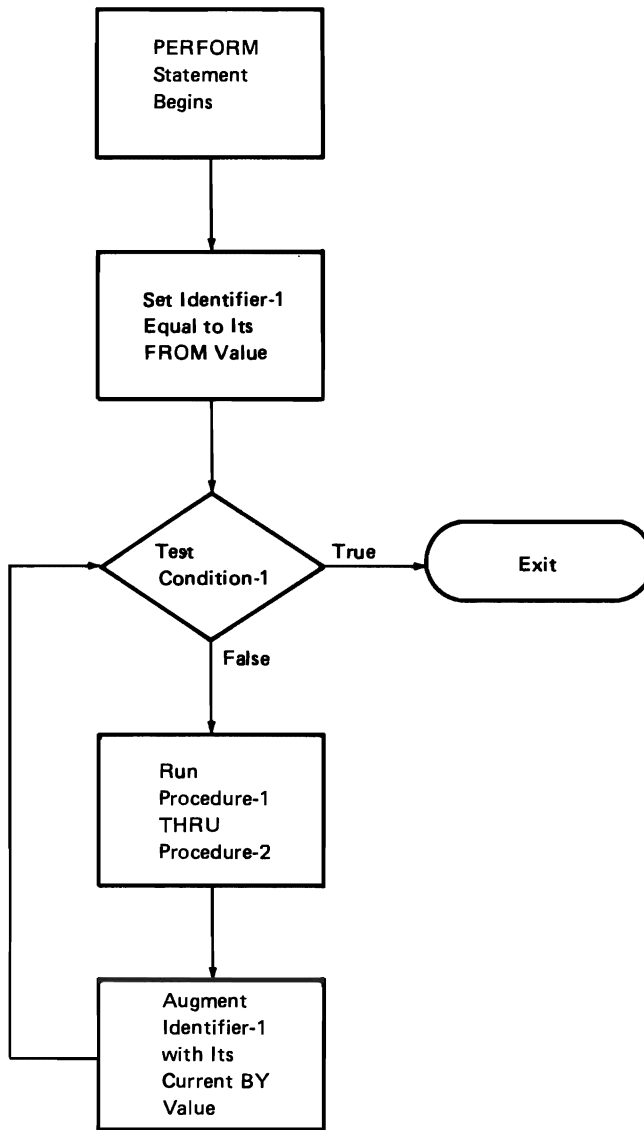 PERFORM
Statement
Begins
Set Identifier-1
Equal to Its
FROM Value
Test
Condition-1
True
Exit
False
Run
Procedure-1
THRU
Procedure-2
Augment
Identifier-1
with Its
Current BY
Value